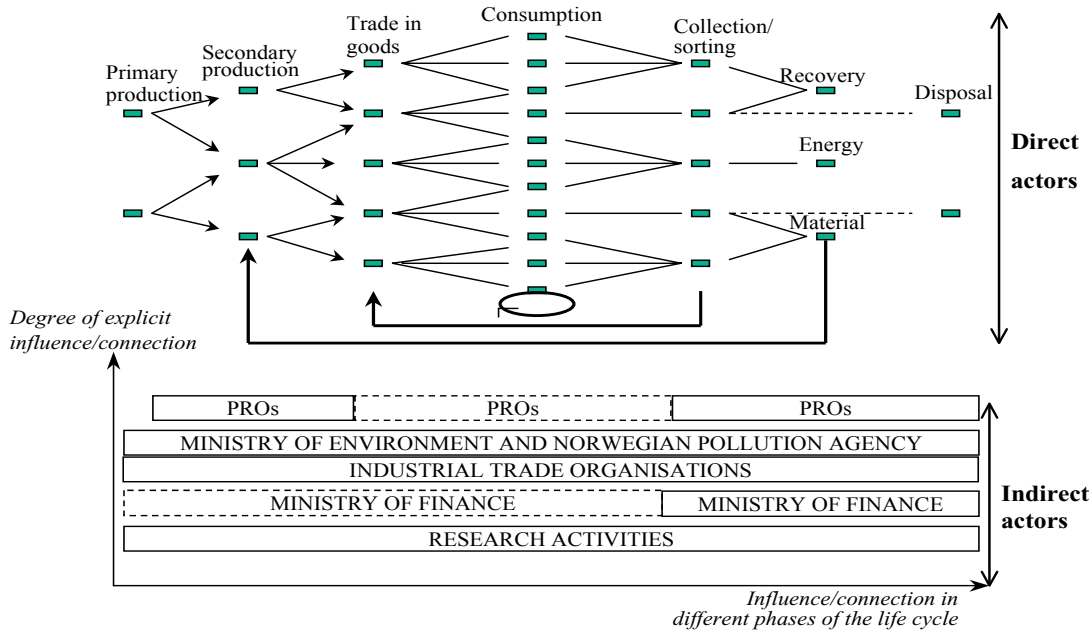 Consumption
Trade in
goods
Collection/
sorting
Secondary
production
Primary
production
Recovery
Disposal
Energy
Material
Direct
actors
Degree of explicit
influence/connection
PROs
PROs
PROs
MINISTRY OF ENVIRONMENT AND NORWEGIAN POLLUTION AGENCY
INDUSTRIAL TRADE ORGANISATIONS
MINISTRY OF FINANCE
MINISTRY OF FINANCE
RESEARCH ACTIVITIES
Indirect
actors
Influence/connection in
different phases of the life cycle